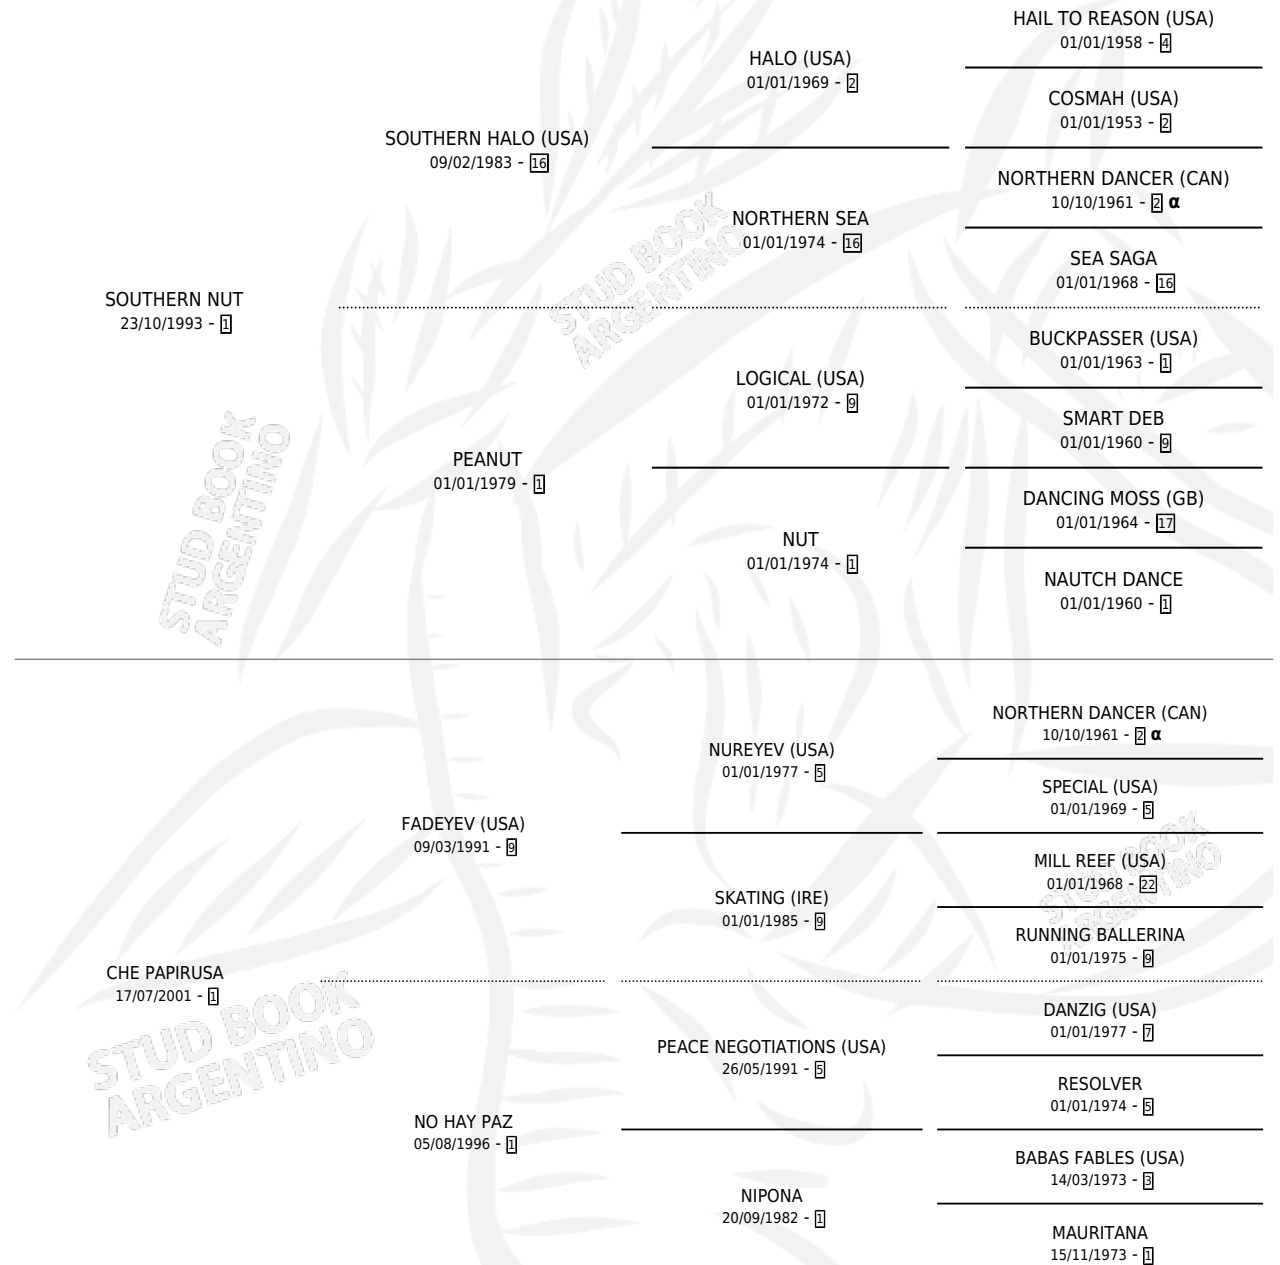 HAIL TO REASON (USA)
01/01/1958 - 4
HALO (USA)
01/01/1969 - 2
COSMAH (USA)
01/01/1953 - 2
SOUTHERN HALO (USA)
09/02/1983 - 16
NORTHERN DANCER (CAN)
10/10/1961 - 2 α
NORTHERN SEA
01/01/1974 - 16
SEA SAGA
01/01/1968 - 16
SOUTHERN NUT
23/10/1993 - 1
BUCKPASSER (USA)
01/01/1963 - 1
LOGICAL (USA)
01/01/1972 - 9
SMART DEB
01/01/1960 - 9
PEANUT
01/01/1979 - 1
DANCING MOSS (GB)
01/01/1964 - 17
NUT
01/01/1974 - 1
NAUTCH DANCE
01/01/1960 - 1
NORTHERN DANCER (CAN)
10/10/1961 - 2 α
NUREYEV (USA)
01/01/1977 - 5
SPECIAL (USA)
01/01/1969 - 5
FADEYEV (USA)
09/03/1991 - 9
MILL REEF (USA)
01/01/1968 - 22
SKATING (IRE)
01/01/1985 - 9
RUNNING BALLERINA
01/01/1975 - 9
CHE PAPIRUSA
17/07/2001 - 1
DANZIG (USA)
01/01/1977 - 7
PEACE NEGOTIATIONS (USA)
26/05/1991 - 5
RESOLVER
01/01/1974 - 5
NO HAY PAZ
05/08/1996 - 1
BABAS FABLES (USA)
14/03/1973 - 3
NIPONA
20/09/1982 - 1
MAURITANA
15/11/1973 - 1
STUD BOOK
ARGENTINO
STUD BOOK
ARGENTINO
STUD BOOK
ARGENTINO
STUD BOOK
ARGENTINO